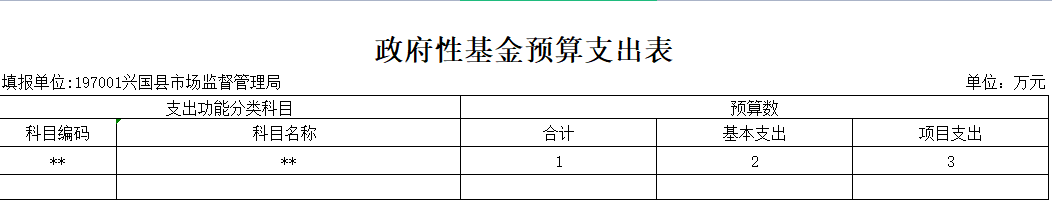 政府性基金预算支出表
填报单位:197001兴国县市场监督管理局 单位：万元
支出功能分类科目 预算数
科目编码 科目名称 合计 基本支出 项目支出
** ** 1 2 3